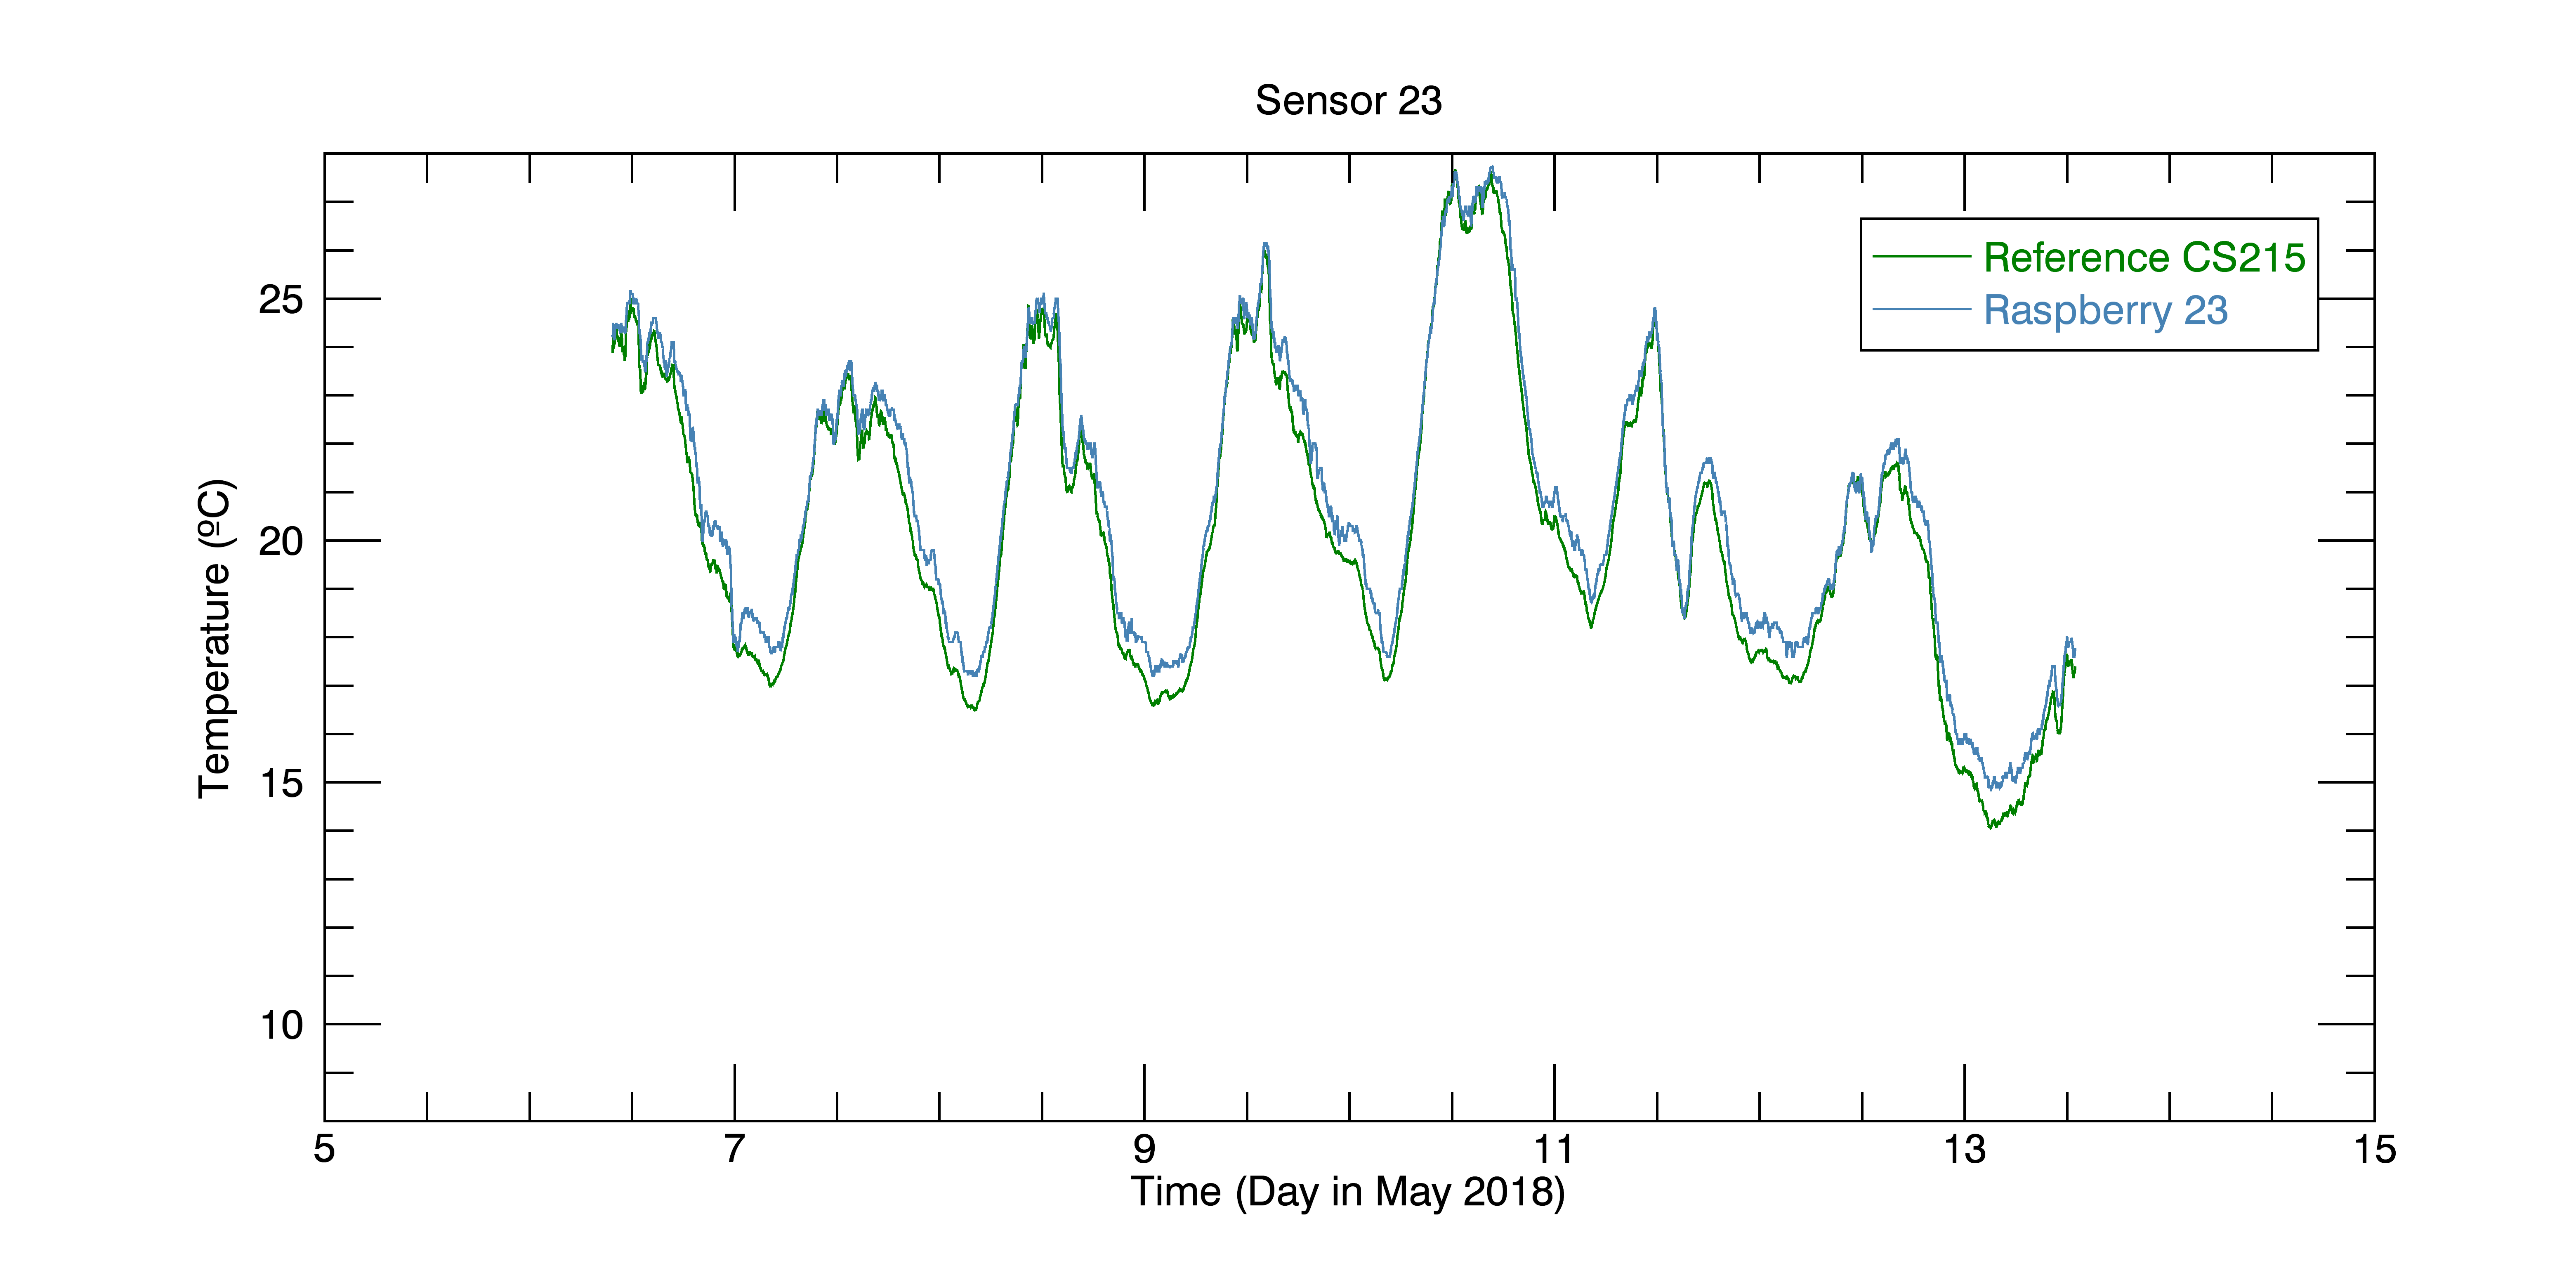 Sensor 23
Reference CS215
Raspberry 23
25
20
15
10
Temperature (ºC)
5 7 9 11 13 15
Time (Day in May 2018)